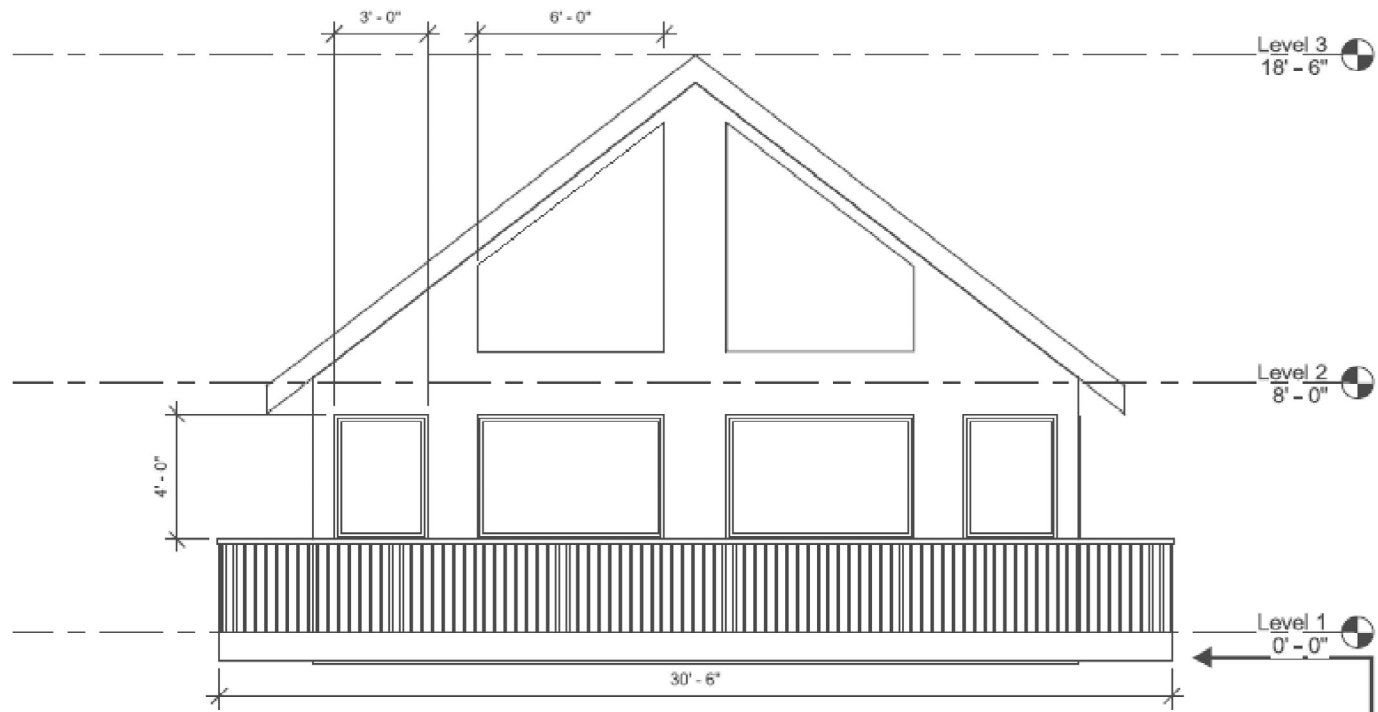 3' - 0"
6' - 0"
Level 3
18' - 6"
Level 2
8' - 0"
4' - 0"
Level 1
0' - 0"
30' - 6"